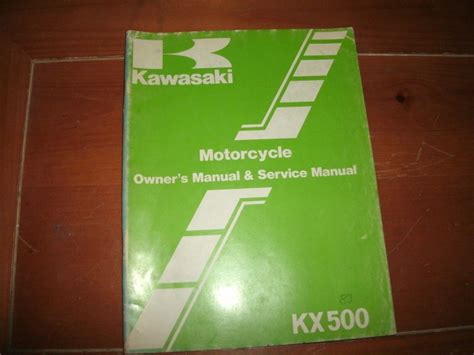 Kawasaki
Motorcycle
Owner's Manual & Service Manual
KX500